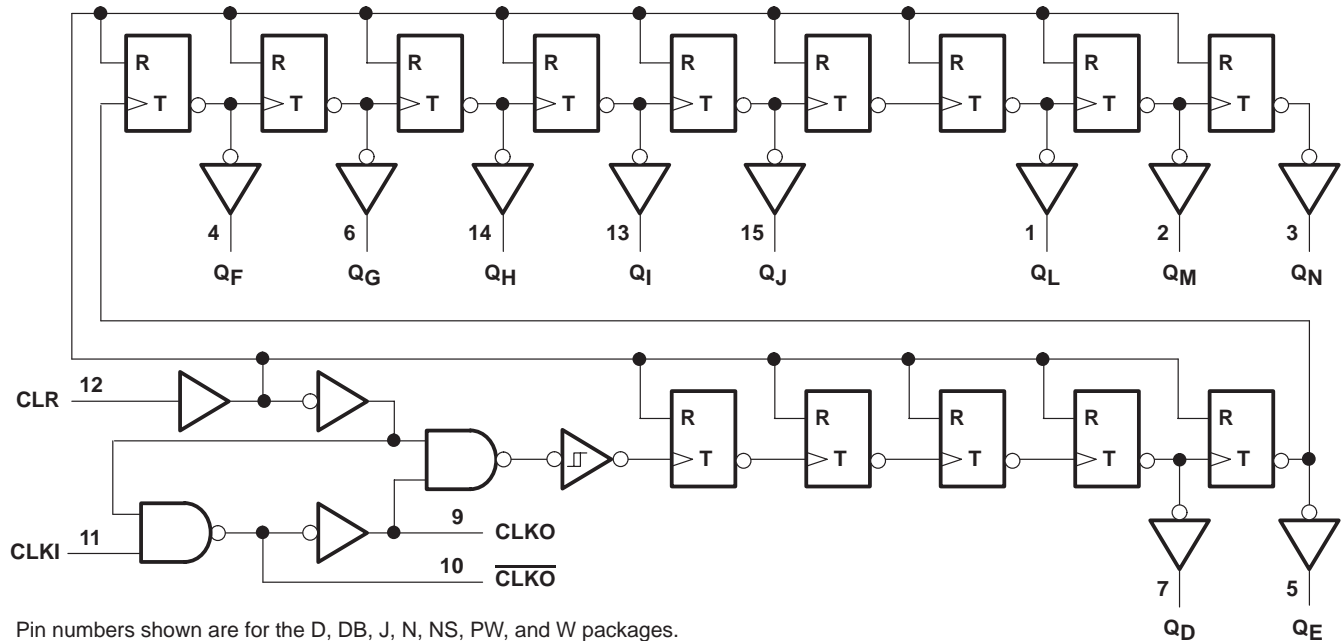 R R R R R R R R R
T T T T T T T T T
4 6 14 13 15 1 2 3
QF QG QH QI QJ QL QM QN
CLR 12
R R R R R
T T T T T
CLKI 11
9 CLKO
10 CLKO
7 5
QD QE
Pin numbers shown are for the D, DB, J, N, NS, PW, and W packages.